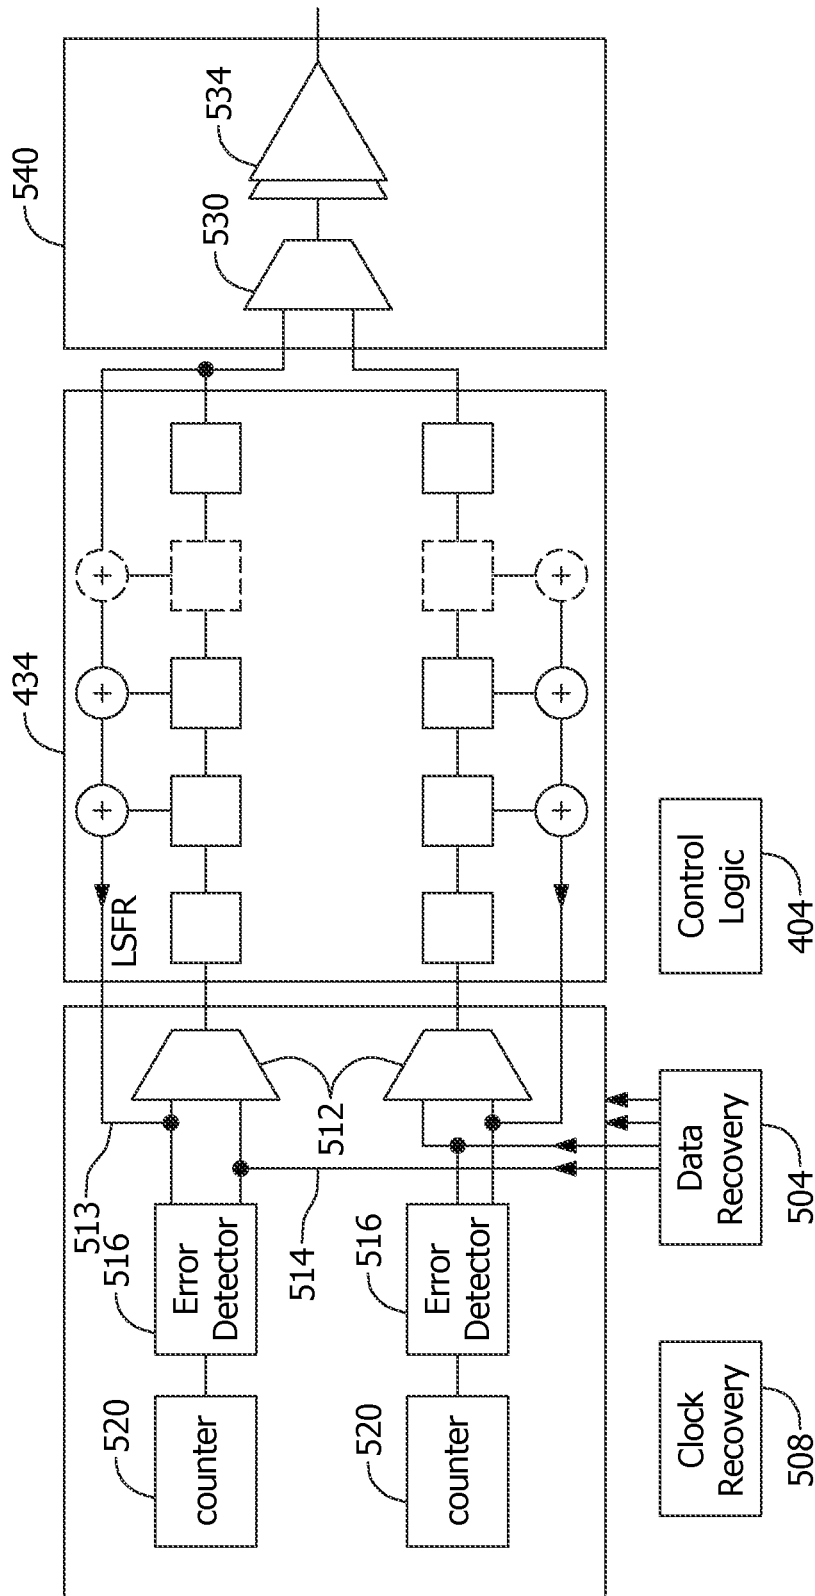 434
540
513
516
LSFR
520
530
534
counter
Error
Detector
514
512
520
516
counter
Error
Detector
Clock
Recovery
Data
Recovery
Control
Logic
508
504
404